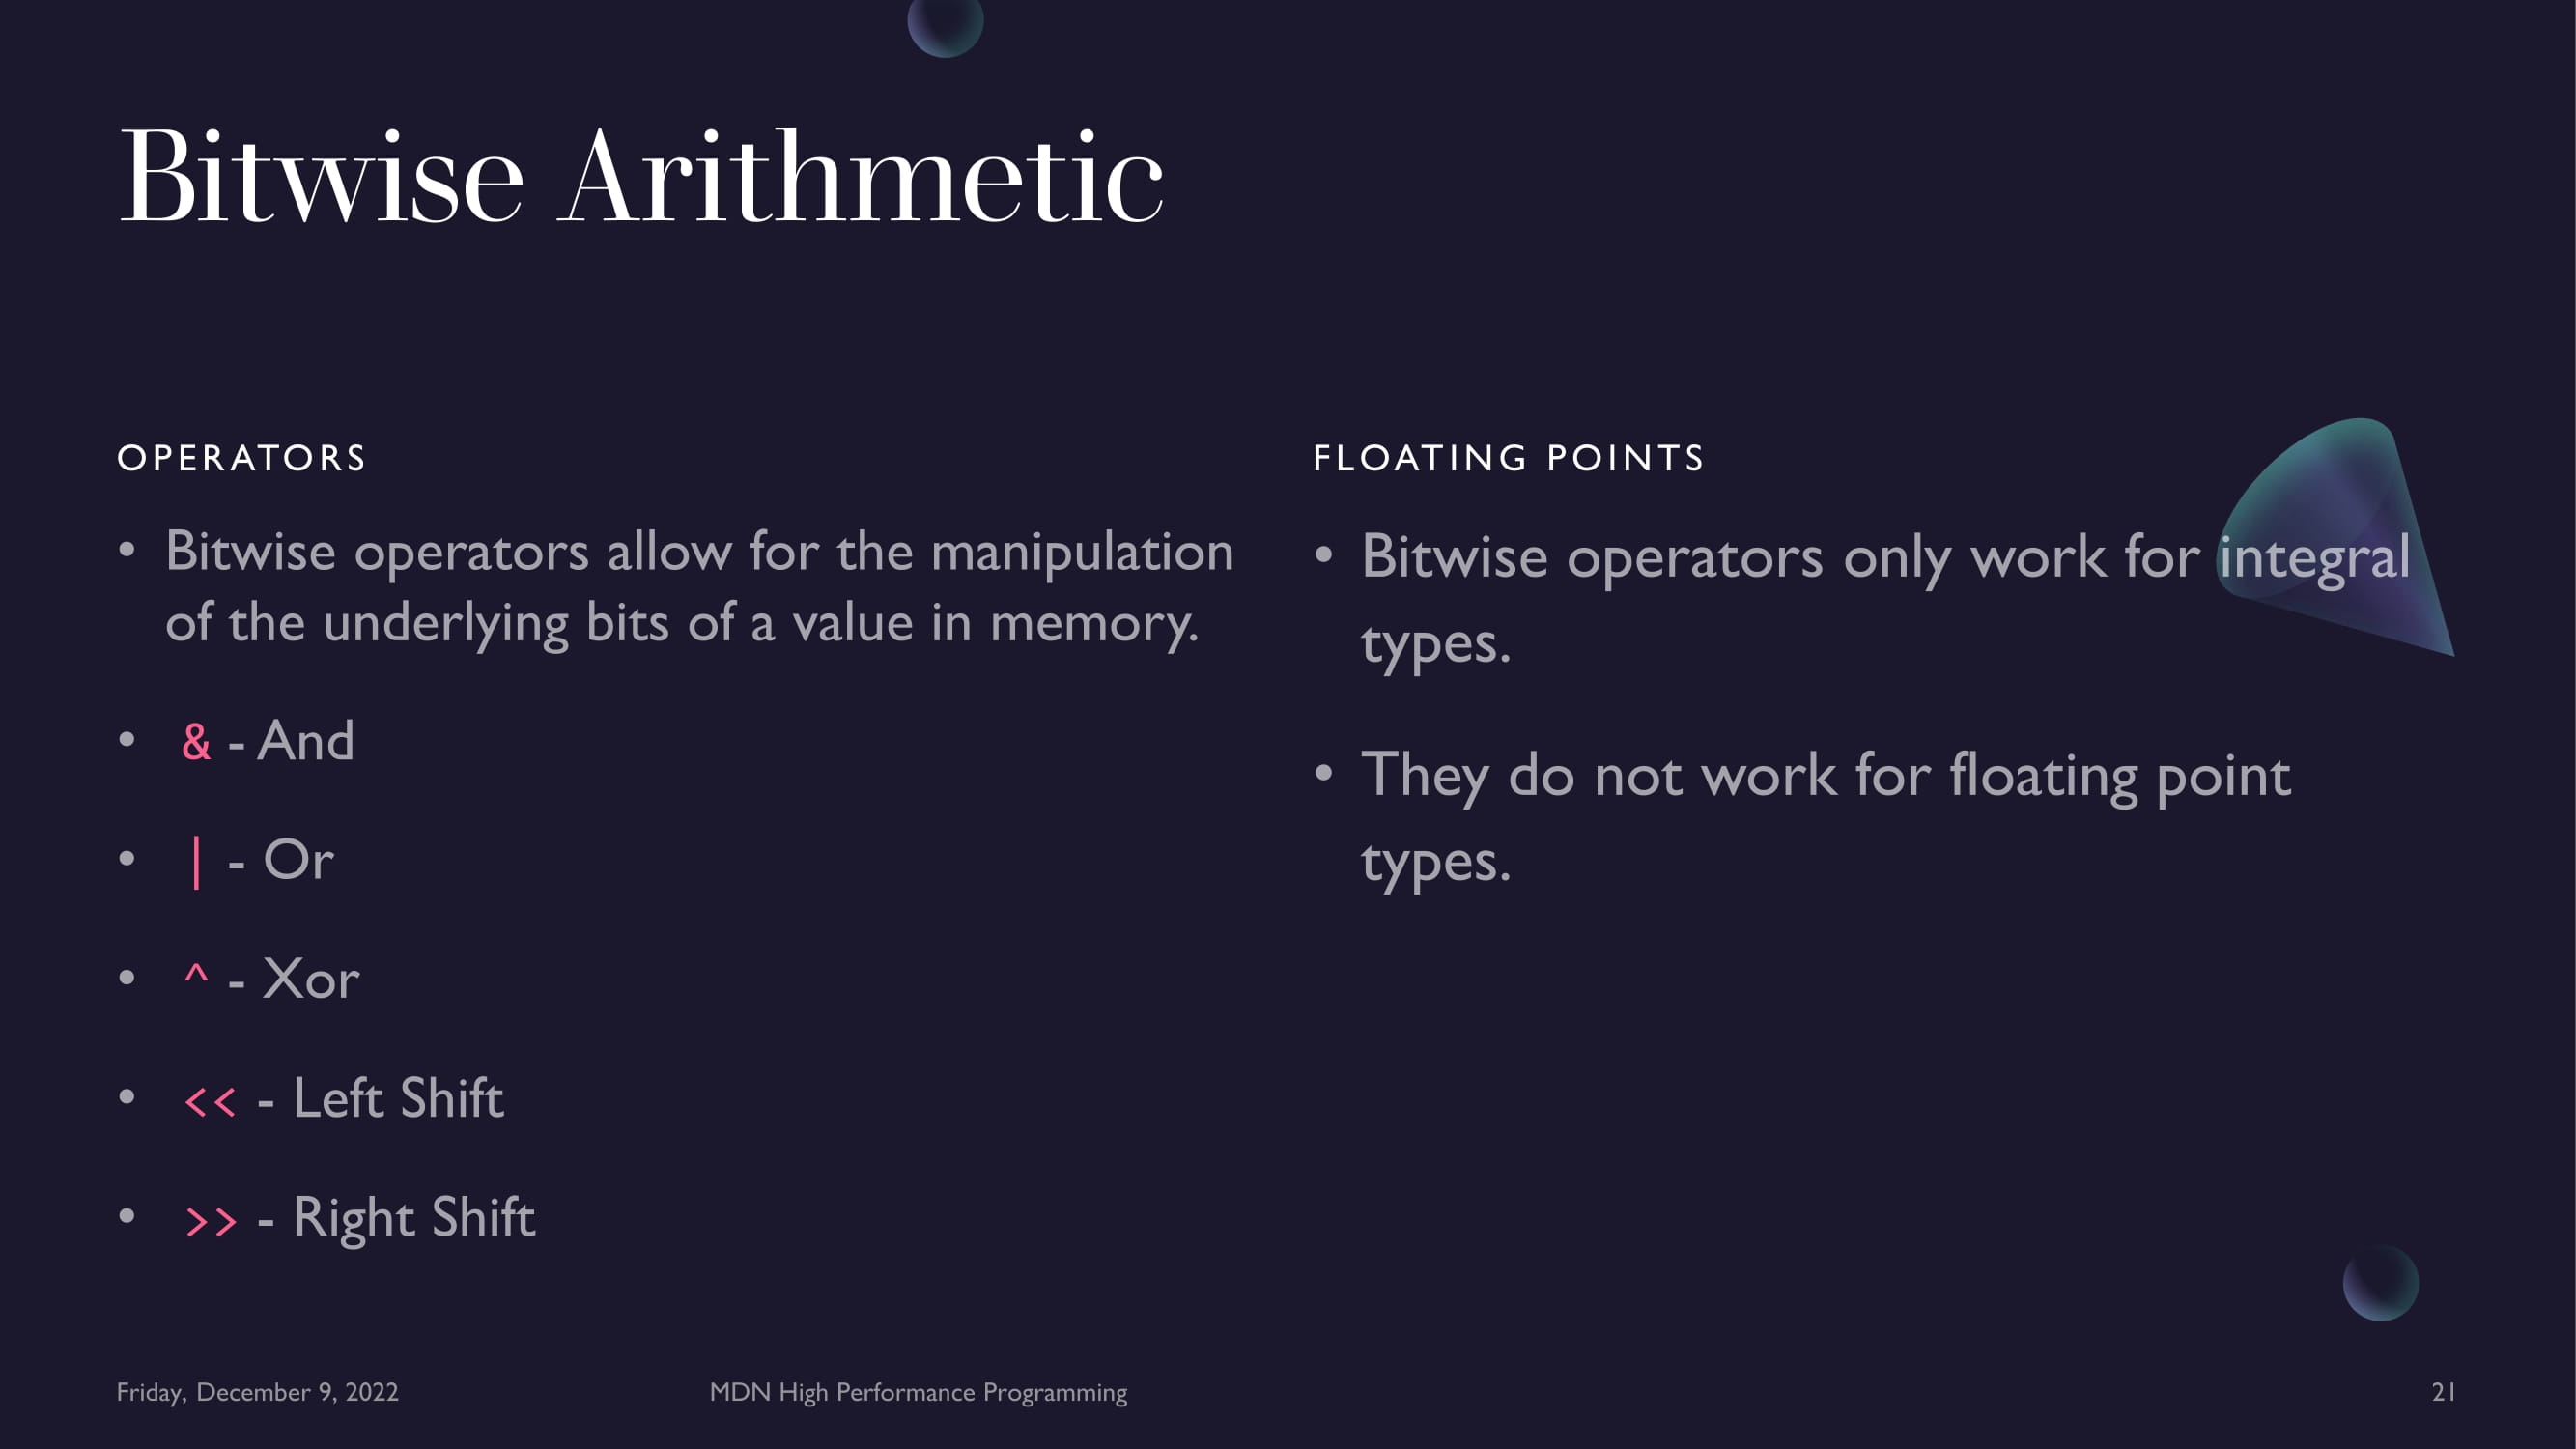 Bitwise Arithmetic
OPERATORS
• Bitwise operators allow for the manipulation
of the underlying bits of a value in memory.
• & - And
• | - Or
• ^ - Xor
• << - Left Shift
• >> - Right Shift
FLOATING POINTS
• Bitwise operators only work for integral
types.
• They do not work for floating point
types.
Friday, December 9, 2022
MDN High Performance Programming
21